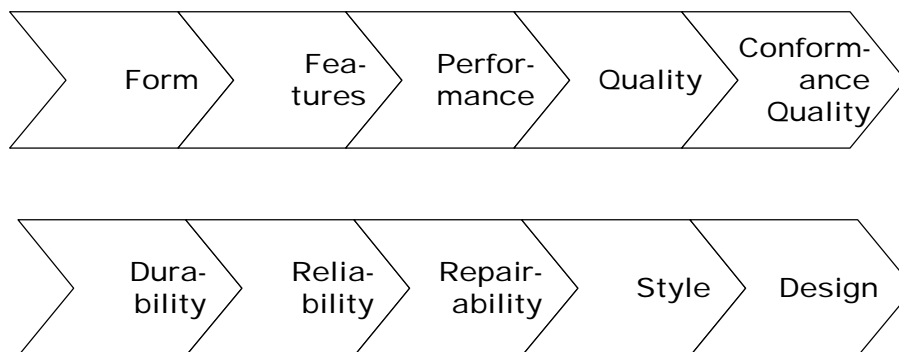 Form
Fea-
tures
Perfor-
mance
Quality
Conform-
ance
Quality
Dura-
bility
Relia-
bility
Repair-
ability
Style
Design